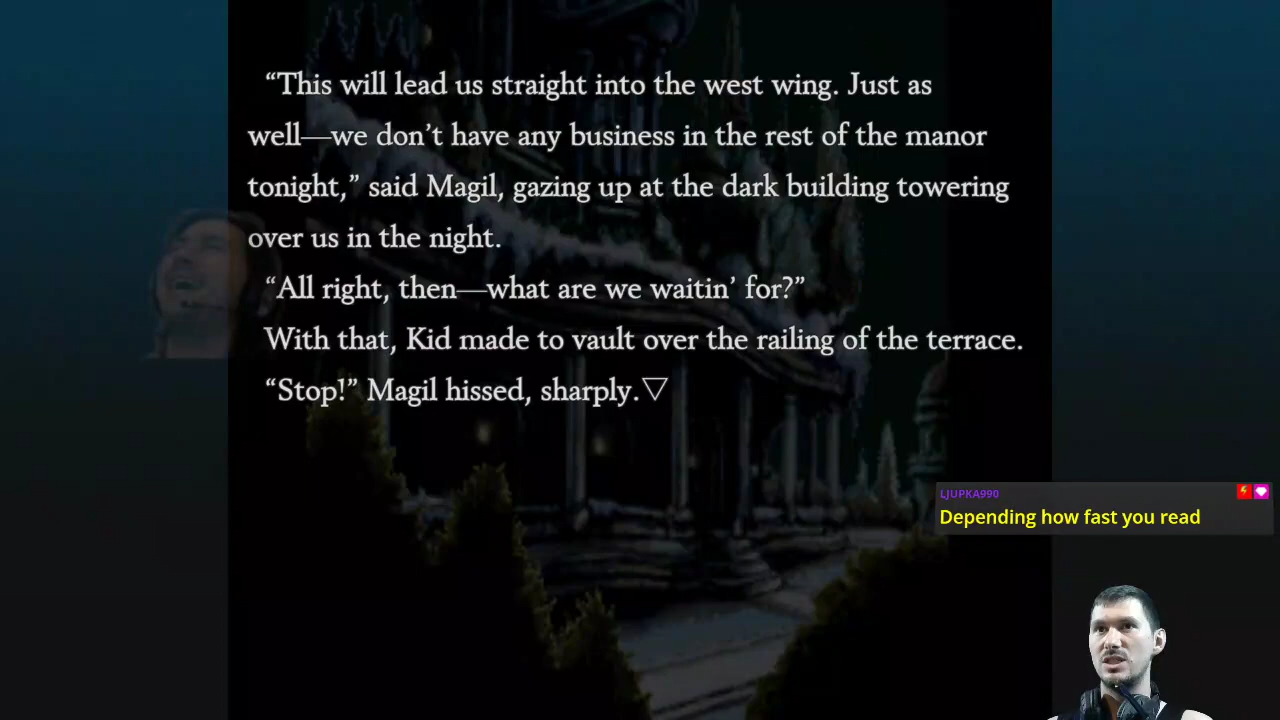 “This will lead us straight into the west wing. Just as
well—we don’t have any business in the rest of the manor
tonight,” said Magil, gazing up at the dark building towering
over us in the night.
“All right, then—what are we waitin’ for?”
With that, Kid made to vault over the railing of the terrace.
“Stop!” Magil hissed, sharply.▽
LJUPKA990
Depending how fast you read